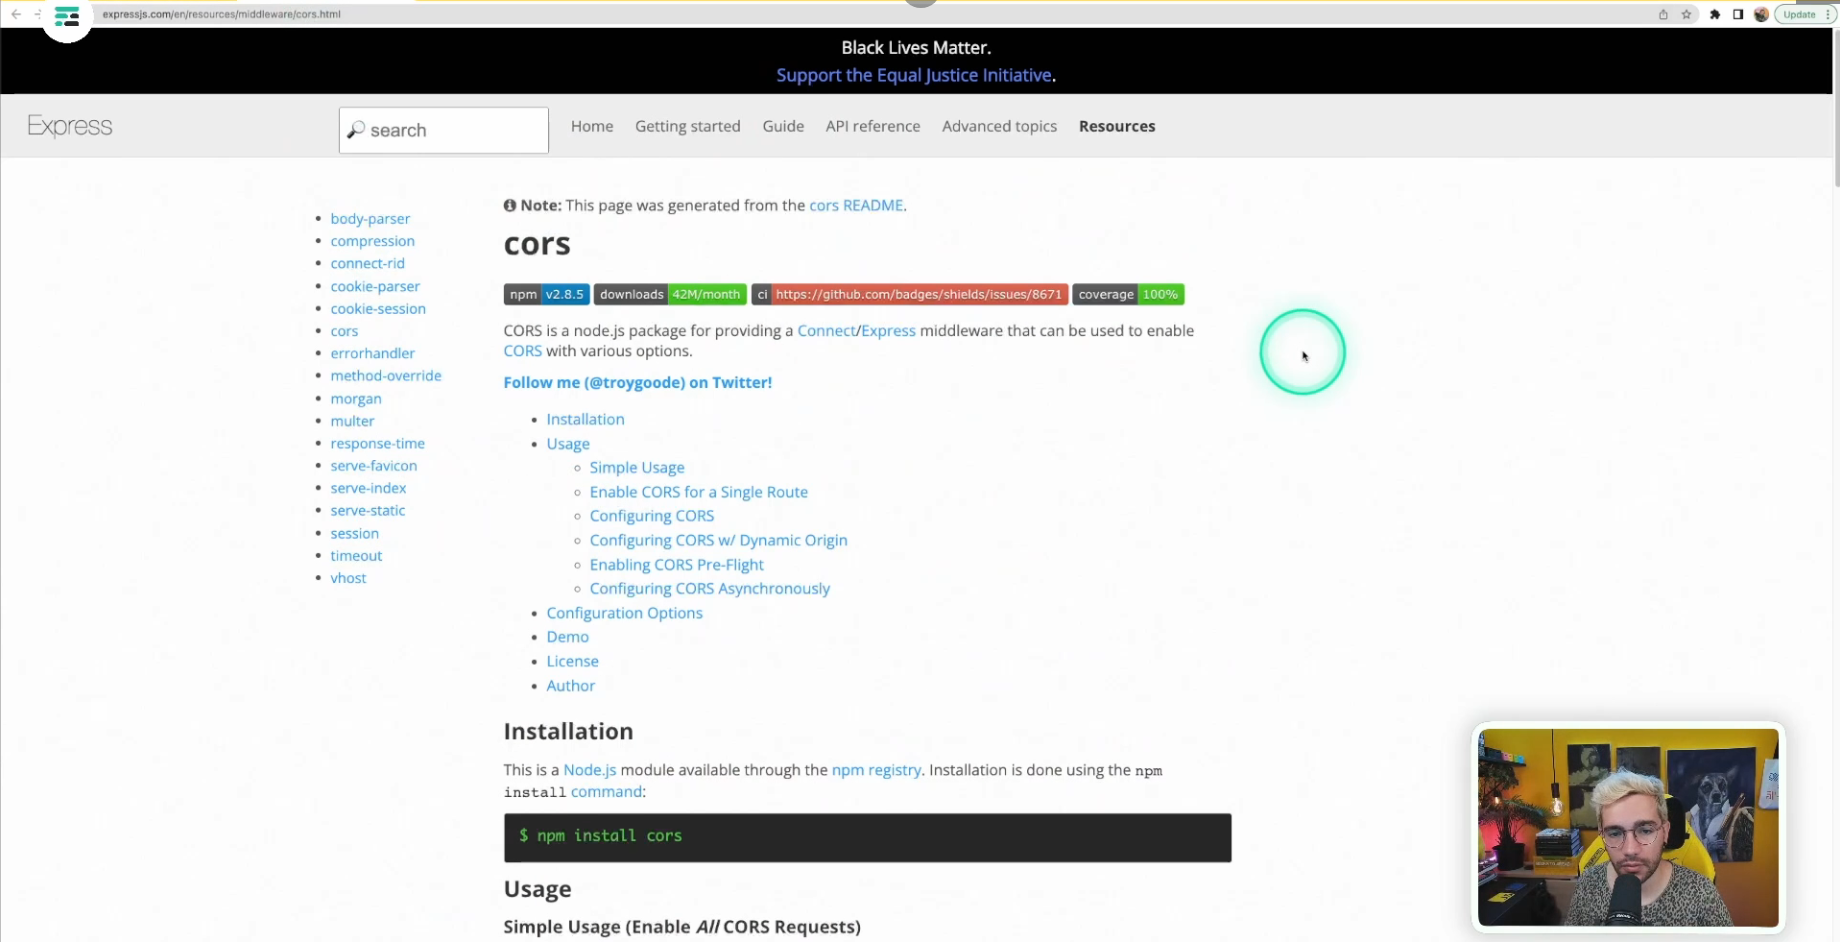 expressjs.com/en/resources/middleware/cors.html
Update
Black Lives Matter.
Support the Equal Justice Initiative.
Express
search
Home Getting started Guide API reference Advanced topics Resources
body-parser
compression
connect-rid
cookie-parser
cookie-session
cors
errorhandler
method-override
morgan
multer
response-time
serve-favicon
serve-index
serve-static
session
timeout
vhost
Note: This page was generated from the cors README.
cors
npm v2.8.5 downloads 42M/month ci https://github.com/badges/shields/issues/8671 coverage 100%
CORS is a node.js package for providing a Connect/Express middleware that can be used to enable
CORS with various options.
Follow me (@troygoode) on Twitter!
Installation
Usage
Simple Usage
Enable CORS for a Single Route
Configuring CORS
Configuring CORS w/ Dynamic Origin
Enabling CORS Pre-Flight
Configuring CORS Asynchronously
Configuration Options
Demo
License
Author
Installation
This is a Node.js module available through the npm registry. Installation is done using the npm
install command:
$ npm install cors
Usage
Simple Usage (Enable All CORS Requests)